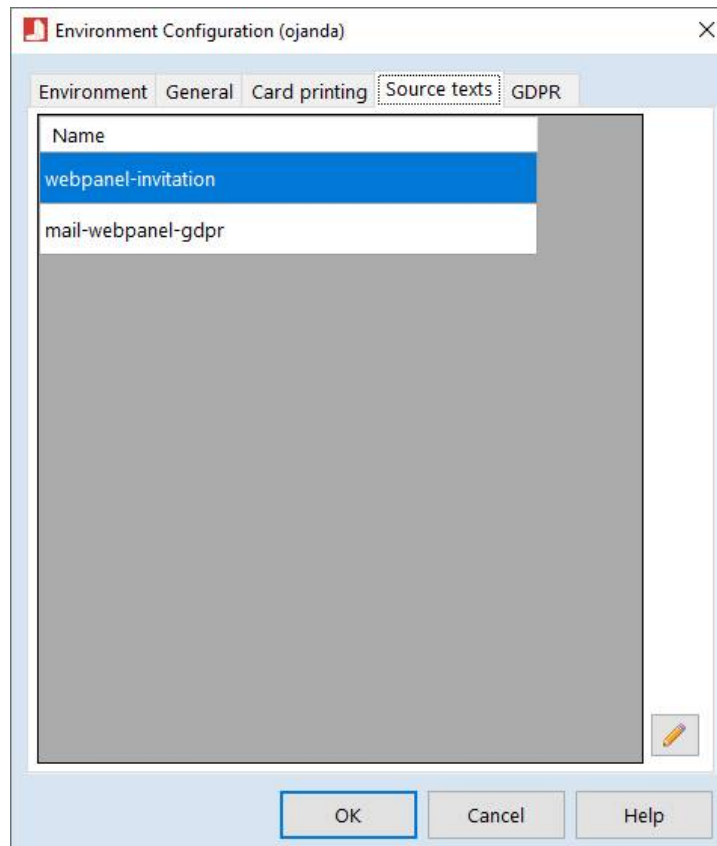 Environment Configuration (ojanda)
Environment General Card printing Source texts GDPR
Name
webpanel-invitation
mail-webpanel-gdpr
OK Cancel Help